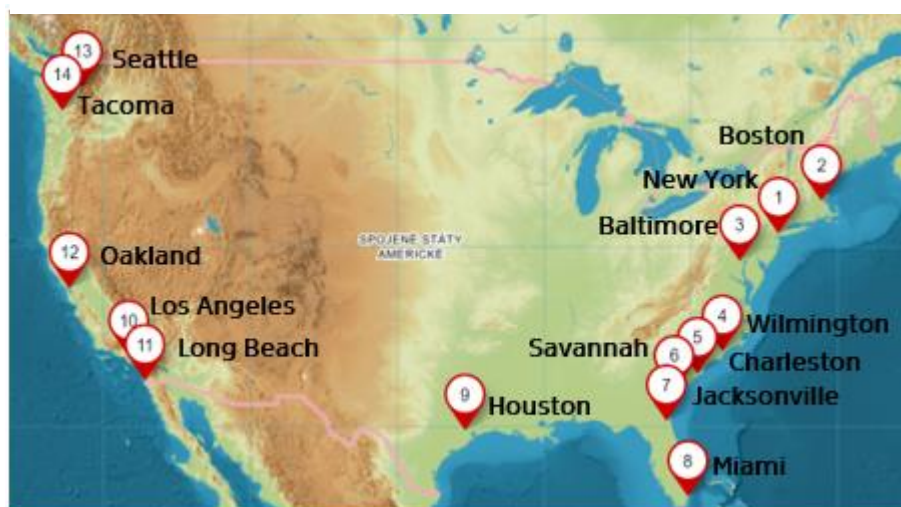 13 Seattle
14
Tacoma
Boston
2
New York 1
Baltimore 3
SPOJENÉ STÁTY
AMERICKÉ
12 Oakland
Los Angeles
10
11 Long Beach
4 Wilmington
5
Savannah 6
Charleston
7 Jacksonville
9 Houston
8 Miami